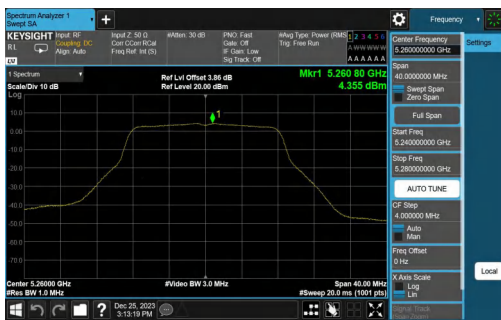 Spectrum Analyzer 1
Swept SA
+
Frequency
KEYSIGHT
RL
Input: RF
Coupling: DC
Align: Auto
Input Z: 50 Ω
Corr CCorr RCal
Freq Ref: Int (S)
#Atten: 30 dB
PNO: Fast
Gate: Off
IF Gain: Low
Sig Track: Off
#Avg Type: Power (RMS
Trig: Free Run
1 2 3 4 5 6
A W W W W W
A A A A A A
LVI
1 Spectrum
Scale/Div 10 dB
Log
Ref Lvl Offset 3.86 dB
Ref Level 20.00 dBm
Mkr1 5.260 80 GHz
4.355 dBm
1
10.0
0.00
-10.0
-20.0
-30.0
-40.0
-50.0
-60.0
-70.0
Center 5.26000 GHz
#Res BW 1.0 MHz
#Video BW 3.0 MHz
Span 40.00 MHz
#Sweep 20.0 ms (1001 pts)
Center Frequency
5.260000000 GHz
Settings
Span
40.0000000 MHz
Swept Span
Zero Span
Full Span
Start Freq
5.240000000 GHz
Stop Freq
5.280000000 GHz
AUTO TUNE
CF Step
4.000000 MHz
Auto
Man
Freq Offset
0 Hz
X Axis Scale
Log
Lin
Local
Signal Track
?
Dec 25, 2023
3:13:19 PM